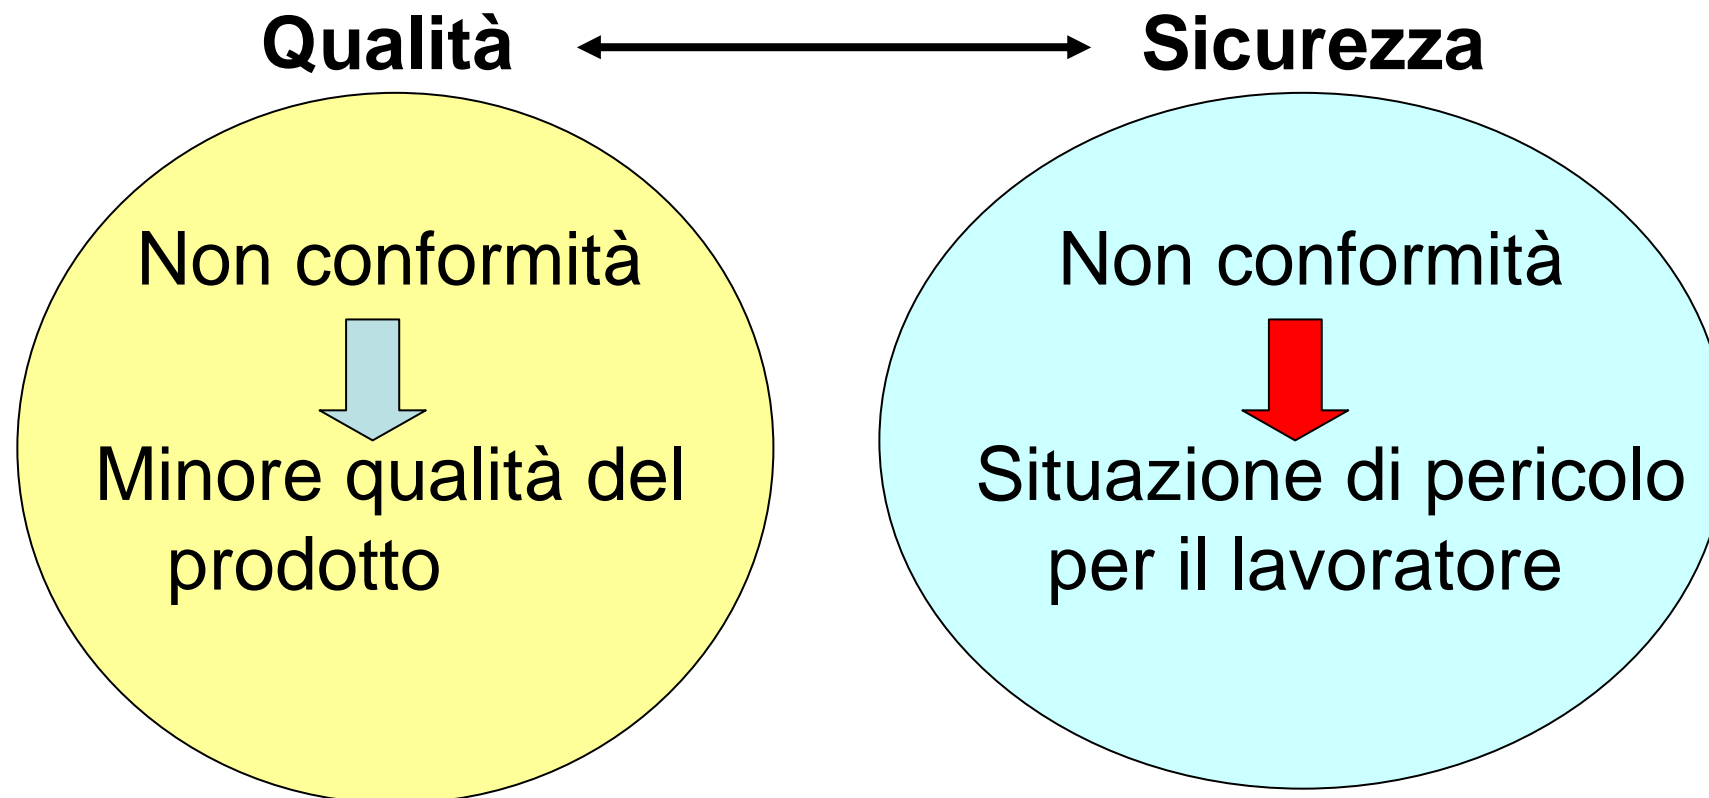 Qualità
Sicurezza
Non conformità
Minore qualità del
prodotto
Non conformità
Situazione di pericolo
per il lavoratore